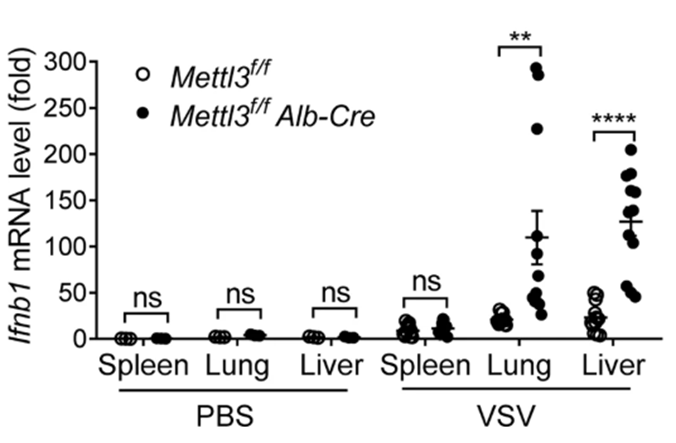 Ifnb1 mRNA level (fold)
300
250
200
150
100
50
0
Mettl3f/f
Mettl3f/f Alb-Cre
ns
ns
ns
ns
**
****
Spleen Lung Liver Spleen Lung Liver
PBS VSV